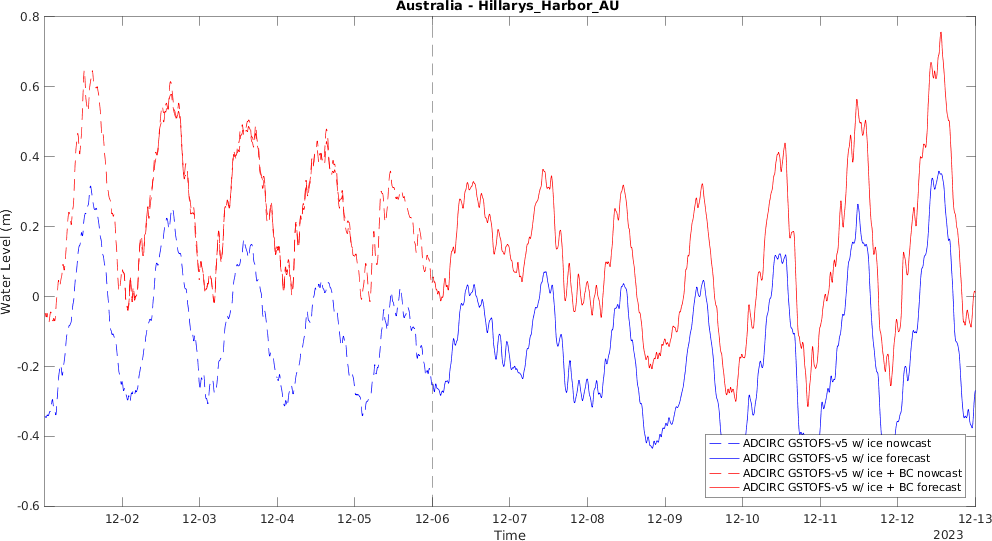 Australia - Hillarys_Harbor_AU
Water Level (m)
0.8
0.6
0.4
0.2
0
-0.2
-0.4
-0.6
ADCIRC GSTOFS-v5 w/ ice nowcast
ADCIRC GSTOFS-v5 w/ ice forecast
ADCIRC GSTOFS-v5 w/ ice + BC nowcast
ADCIRC GSTOFS-v5 w/ ice + BC forecast
12-02 12-03 12-04 12-05 12-06 12-07 12-08 12-09 12-10 12-11 12-12 12-13
Time
2023